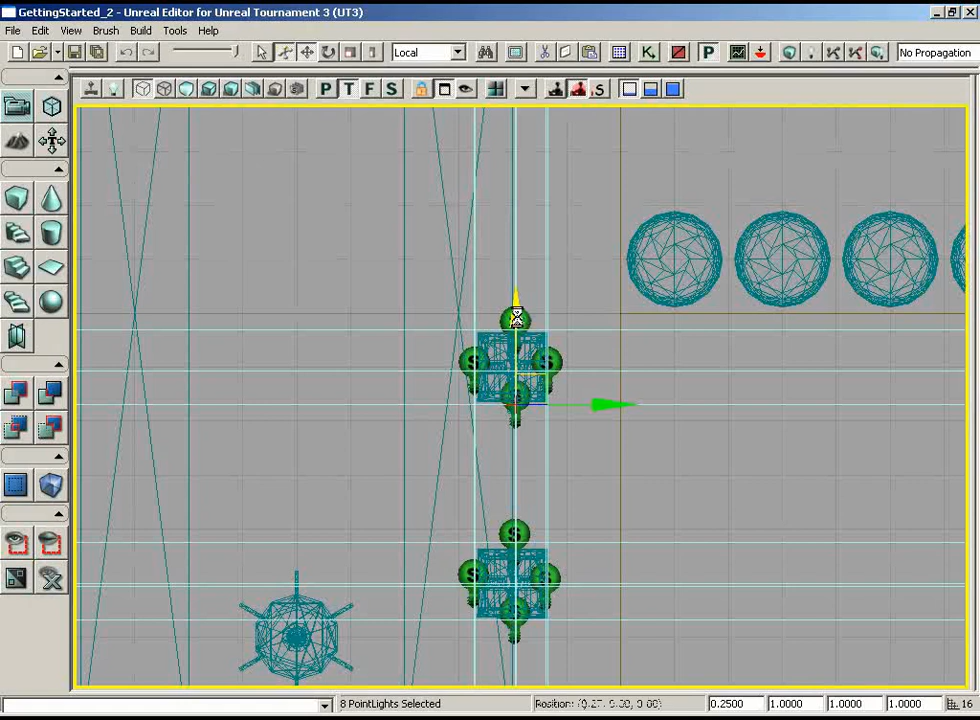 GettingStarted_2 - Unreal Editor for Unreal Tournament 3 (UT3)
File Edit View Brush Build Tools Help
Local
P
No Propagation
P T F S
.S
S
S S
S
S S
8 PointLights Selected
Position:
0.2500
1.0000
1.0000
1.0000
16